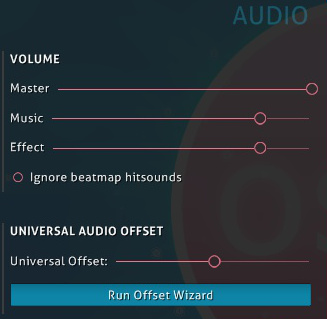 AUDIO
VOLUME
Master
Music
Effect
Ignore beatmap hitsounds
UNIVERSAL AUDIO OFFSET
Universal Offset:
Run Offset Wizard